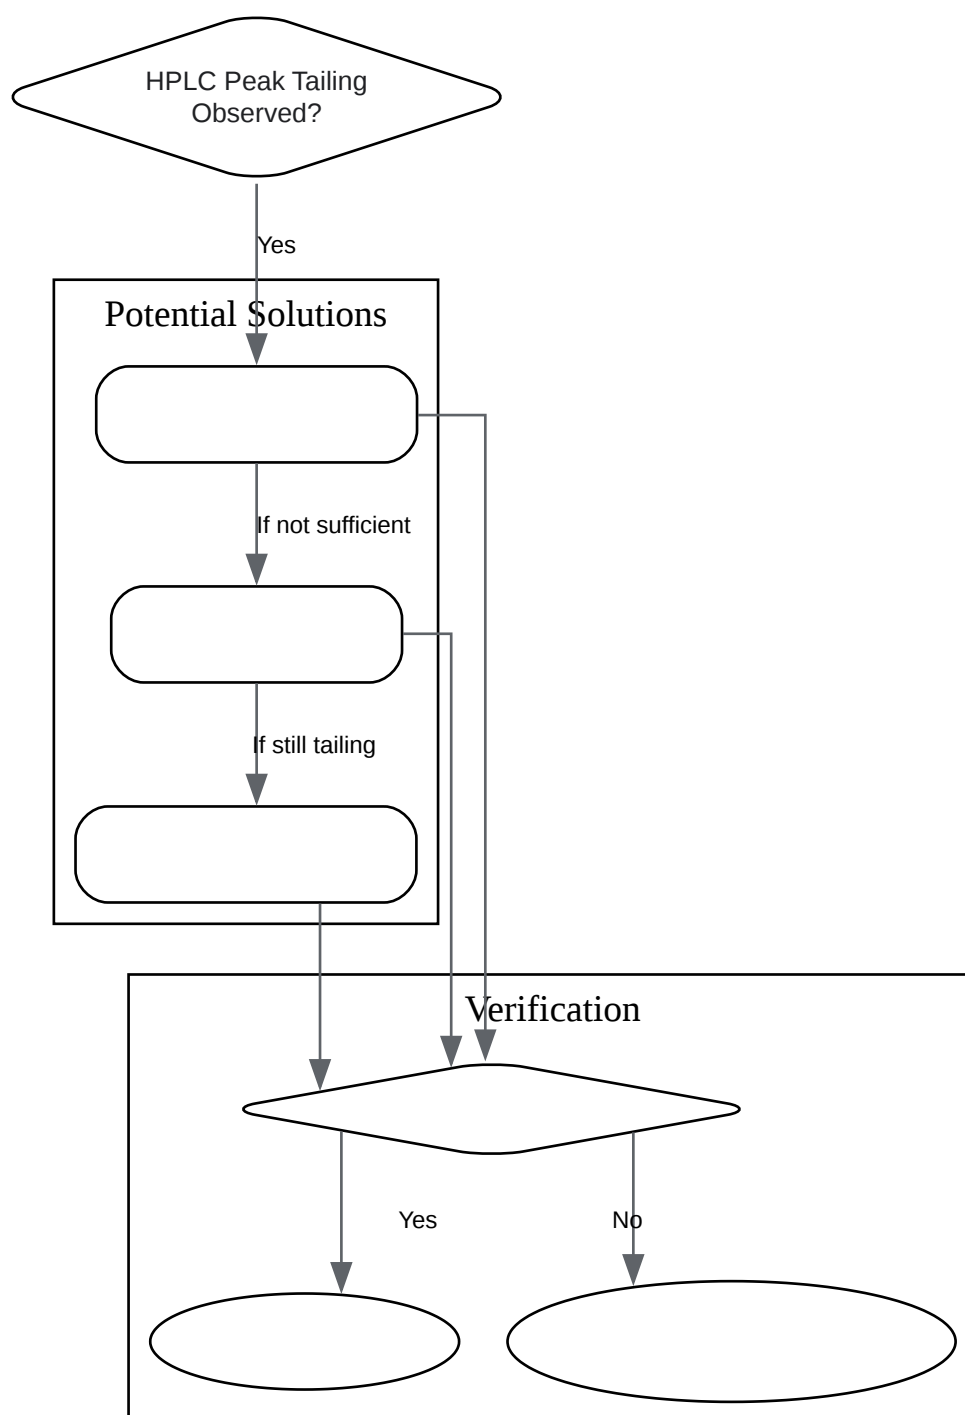 HPLC Peak Tailing
Observed?
Yes
Potential Solutions
If not sufficient
If still tailing
Verification
Yes
No